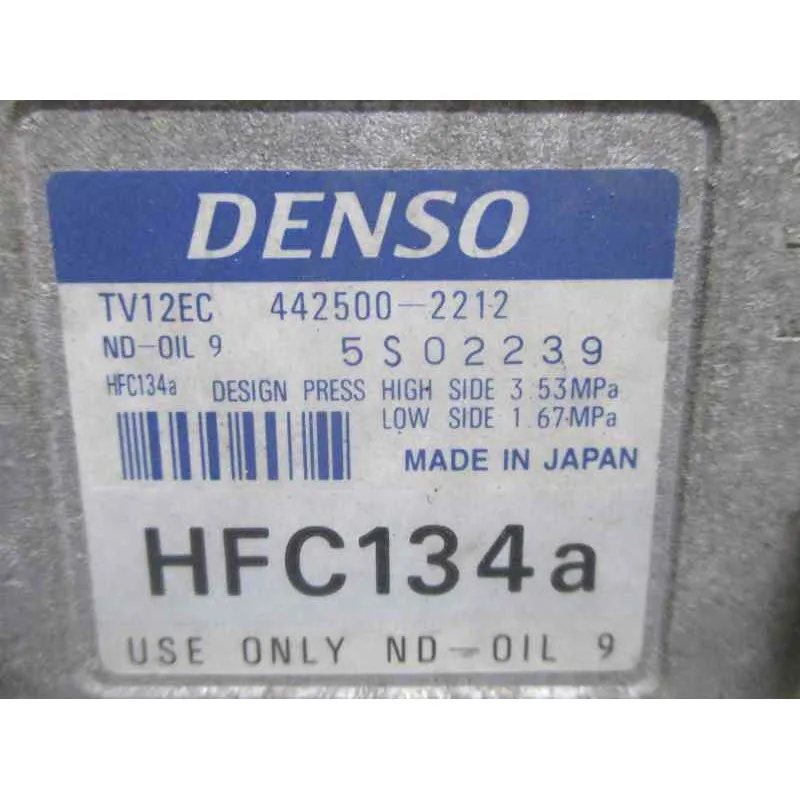 DENSO
TV12EC 442500-2212
ND-OIL 9 5S02239
HFC134a DESIGN PRESS HIGH SIDE 3.53MPa
LOW SIDE 1.67MPa
MADE IN JAPAN
HFC134a
USE ONLY ND-OIL 9